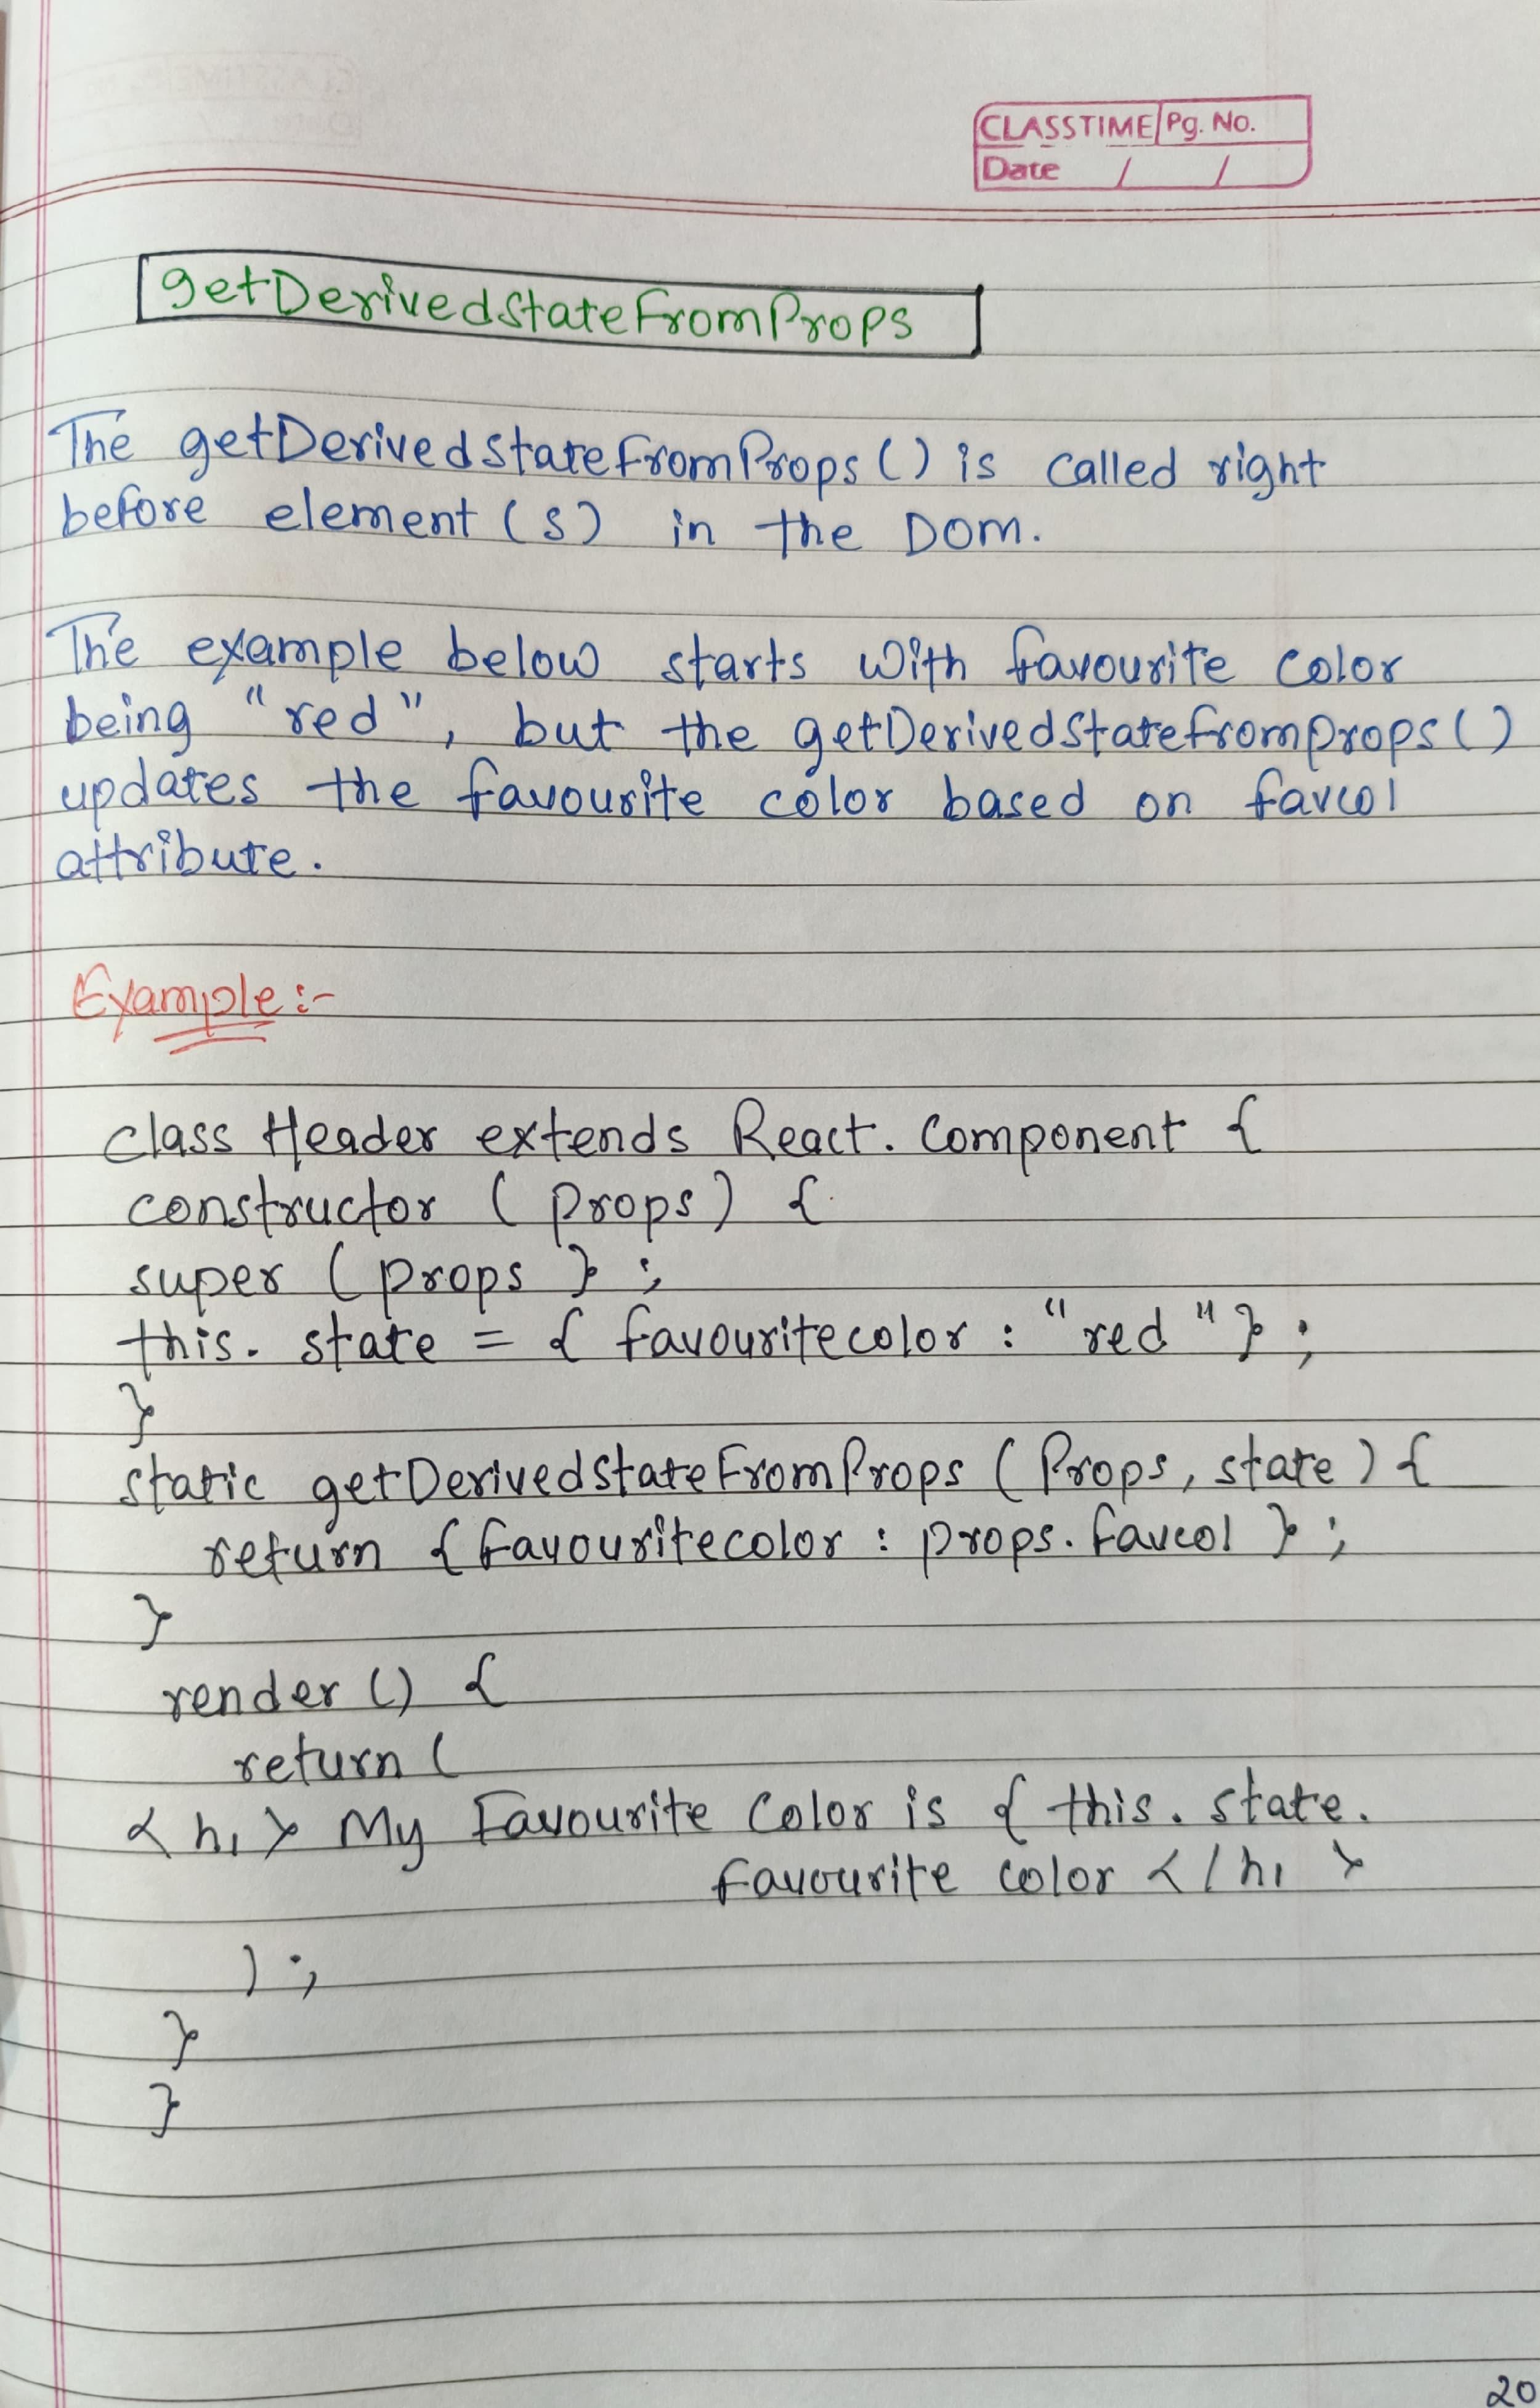 CLASSTIME Pg. No.
Date / /
getDerivedstateFromProps
The getDerivedstatefromProps () is called right
before element (s) in the DOM.
The example below starts with favourite color
being "red", but the getDerivedstatefromprops()
updates the favourite color based on favcol
attribute.
Example:-
class Header extends React. Component {
constructor ( props) {
super ( props } ;
this. state = { favouritecolor : "red "} ;
}
static getDerivedstateFromProps ( Props, state ) {
return { favouritecolor : props. favcol } ;
}
render () {
return (
< h1 > My Favourite Color is { this. state.
favourite color < / h1 >
) ;
}
}
20